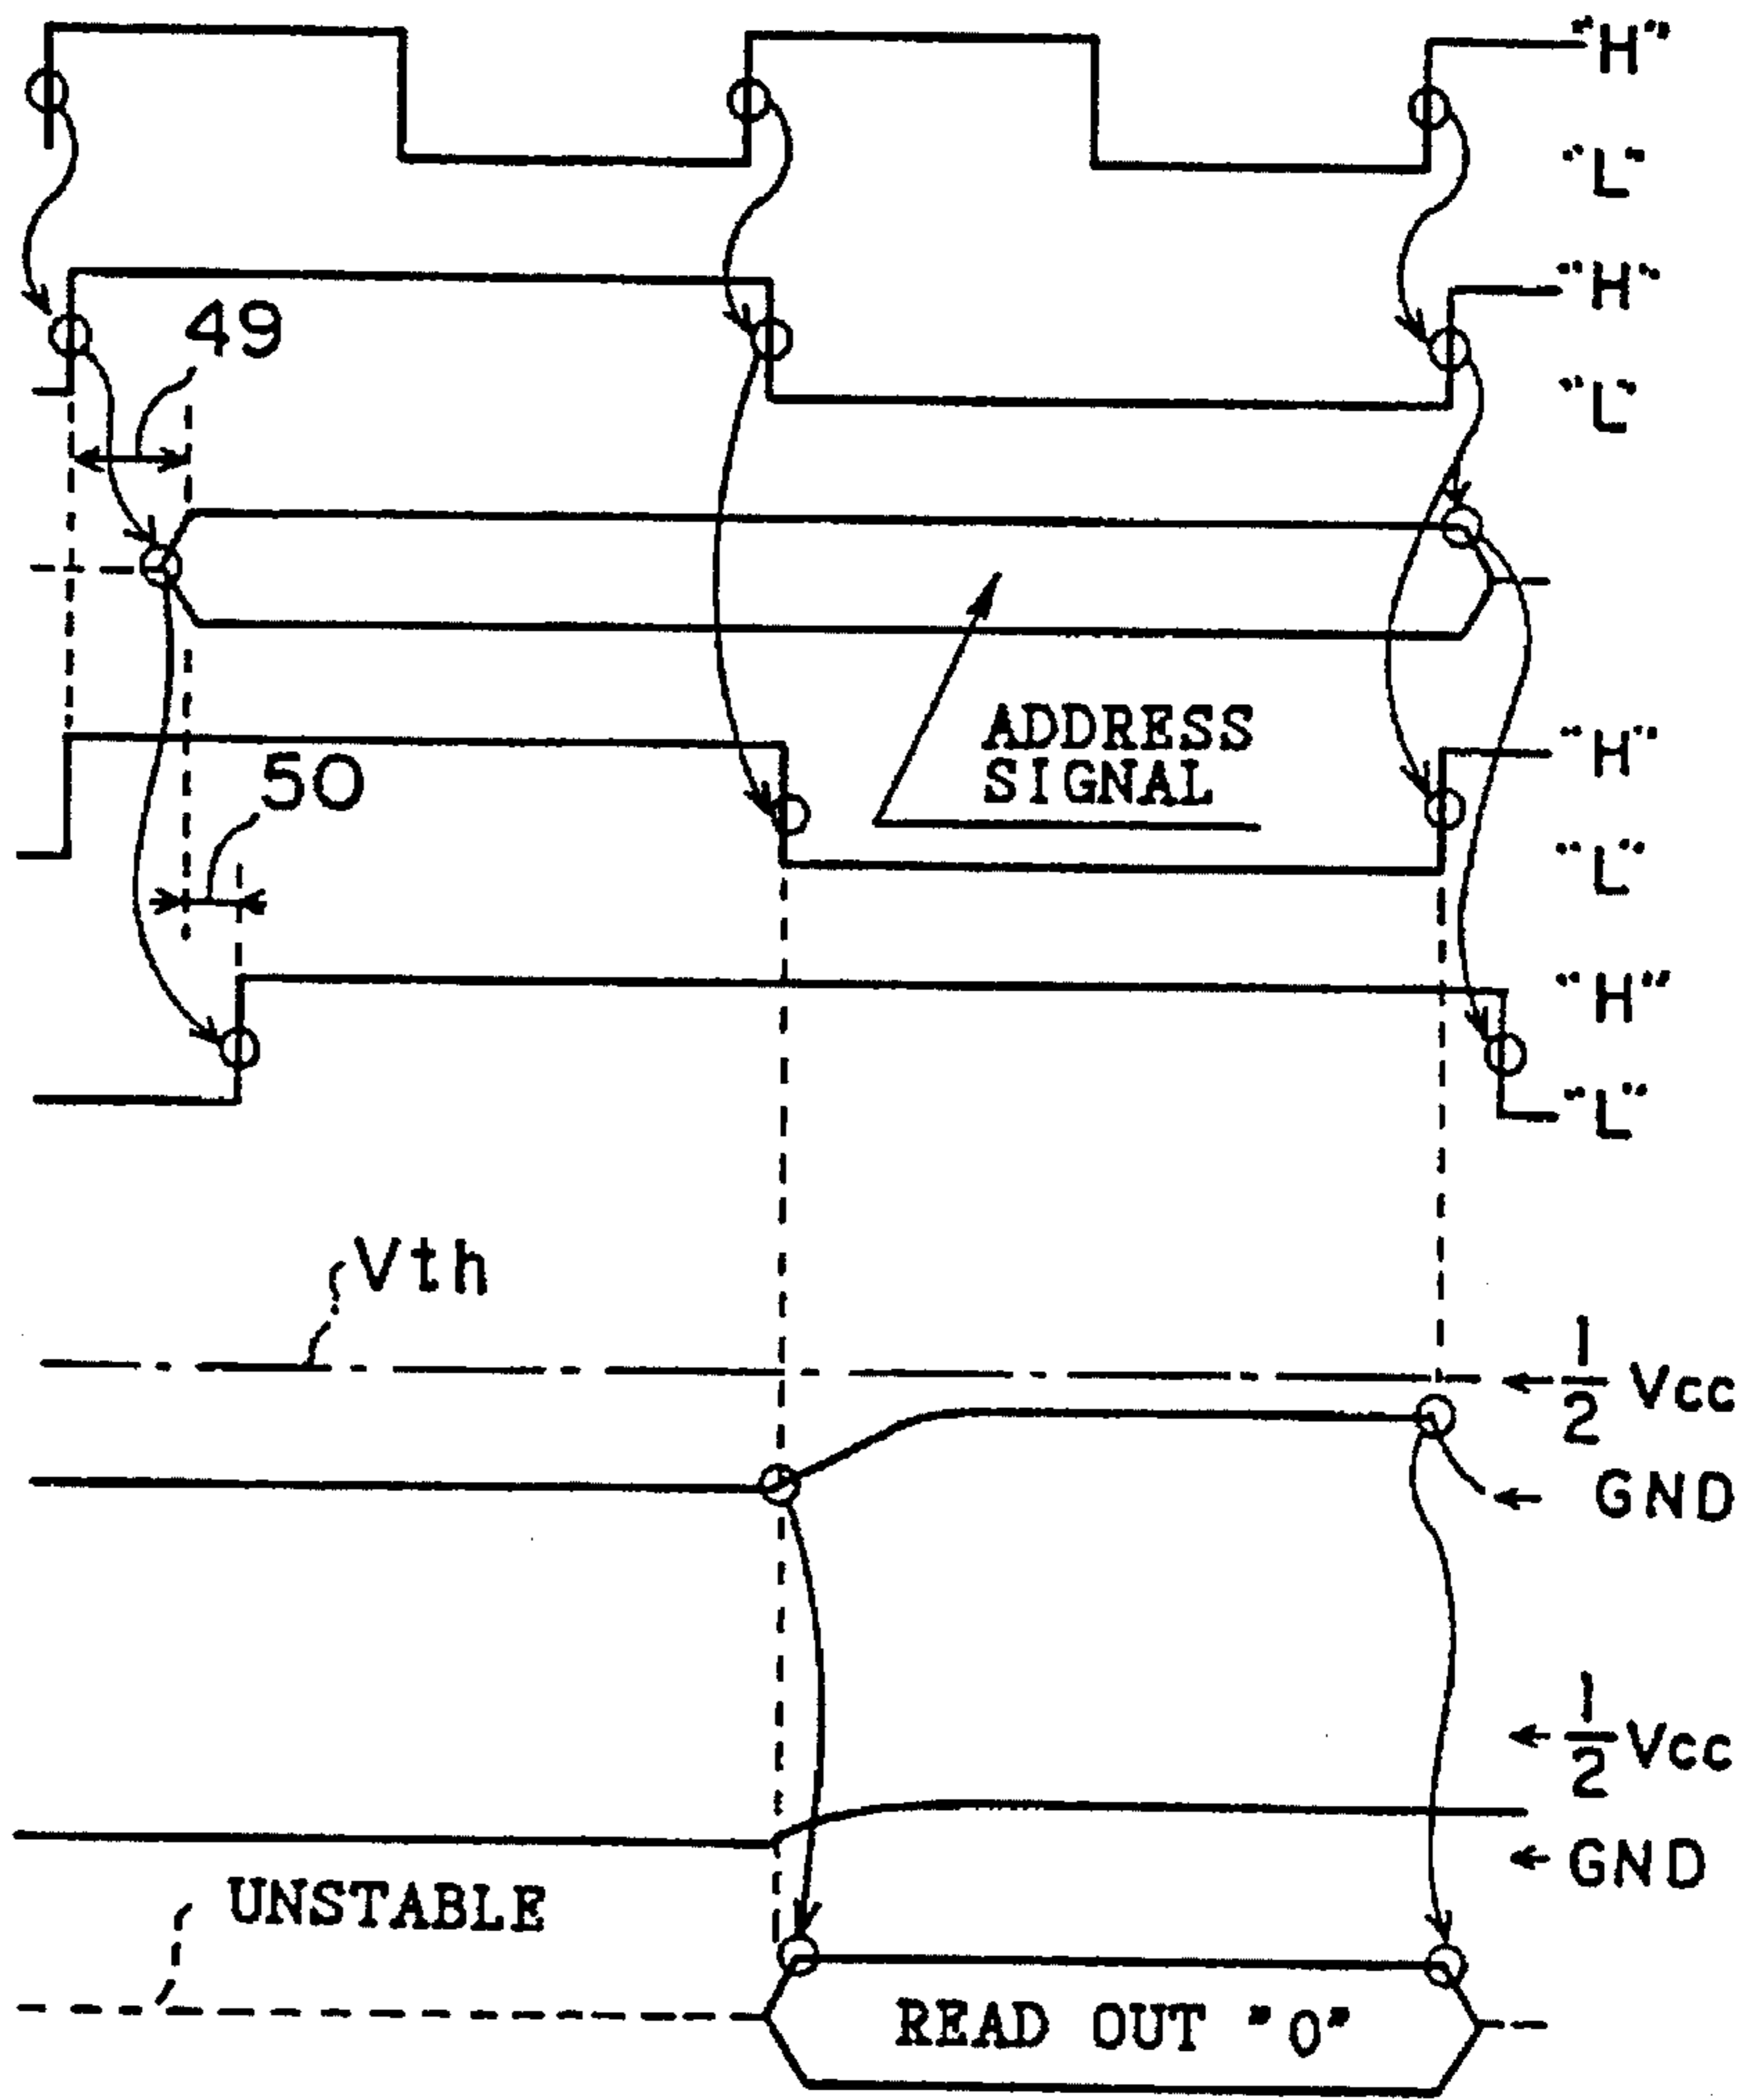 "H"
"L"
"H"
49
"L"
ADDRESS
SIGNAL
"H"
50
"L"
"H"
"L"
Vth
1/2 Vcc
GND
1/2 Vcc
GND
UNSTABLE
READ OUT "0"